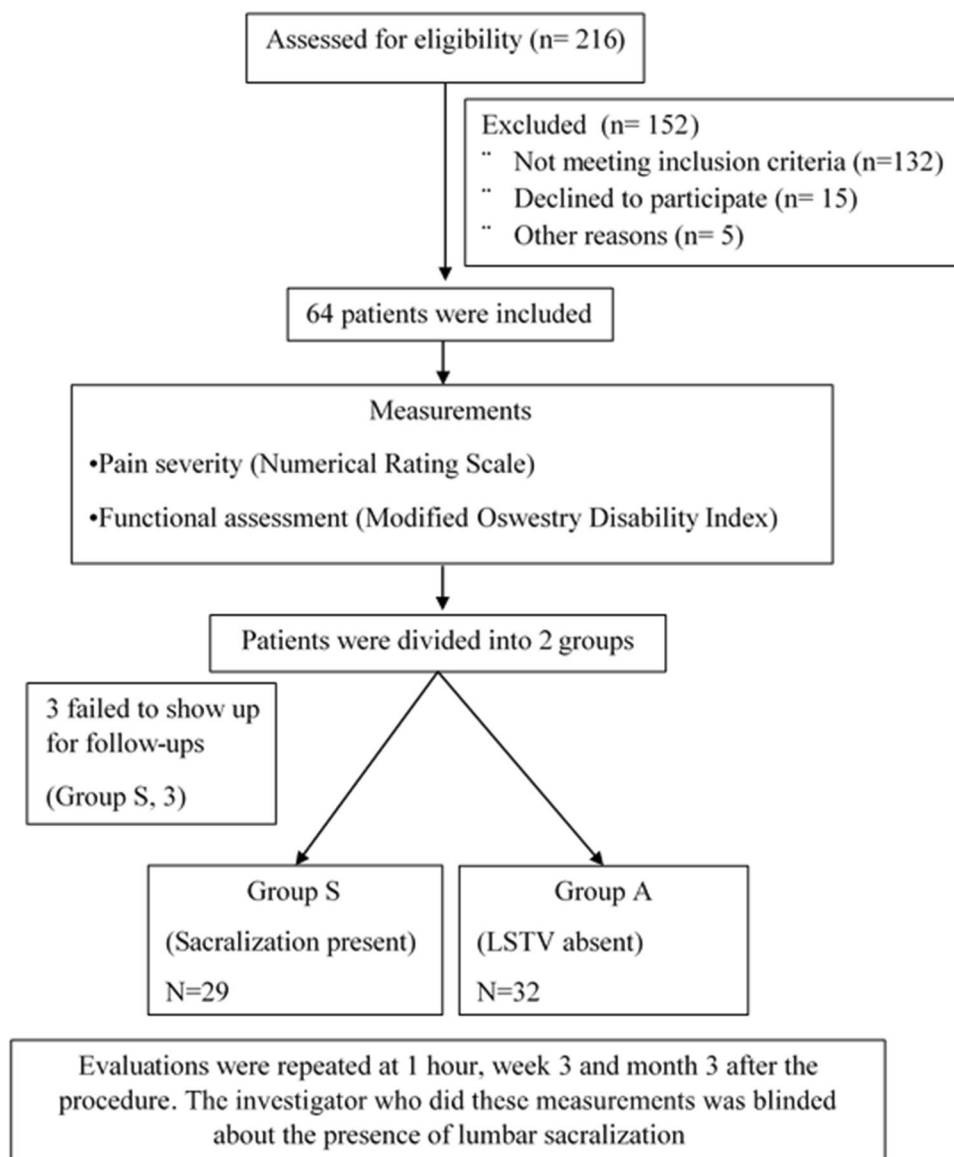 Assessed for eligibility (n= 216)
Excluded (n= 152)
¨ Not meeting inclusion criteria (n=132)
¨ Declined to participate (n= 15)
¨ Other reasons (n= 5)
64 patients were included
Measurements
•Pain severity (Numerical Rating Scale)
•Functional assessment (Modified Oswestry Disability Index)
Patients were divided into 2 groups
3 failed to show up
for follow-ups
(Group S, 3)
Group S
(Sacralization present)
N=29
Group A
(LSTV absent)
N=32
Evaluations were repeated at 1 hour, week 3 and month 3 after the
procedure. The investigator who did these measurements was blinded
about the presence of lumbar sacralization